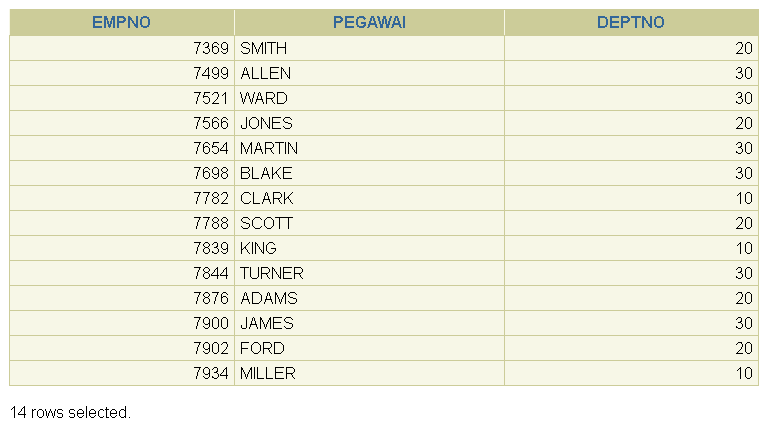 EMPNO PEGAWAI DEPTNO
7369 SMITH 20
7499 ALLEN 30
7521 WARD 30
7566 JONES 20
7654 MARTIN 30
7698 BLAKE 30
7782 CLARK 10
7788 SCOTT 20
7839 KING 10
7844 TURNER 30
7876 ADAMS 20
7900 JAMES 30
7902 FORD 20
7934 MILLER 10
14 rows selected.